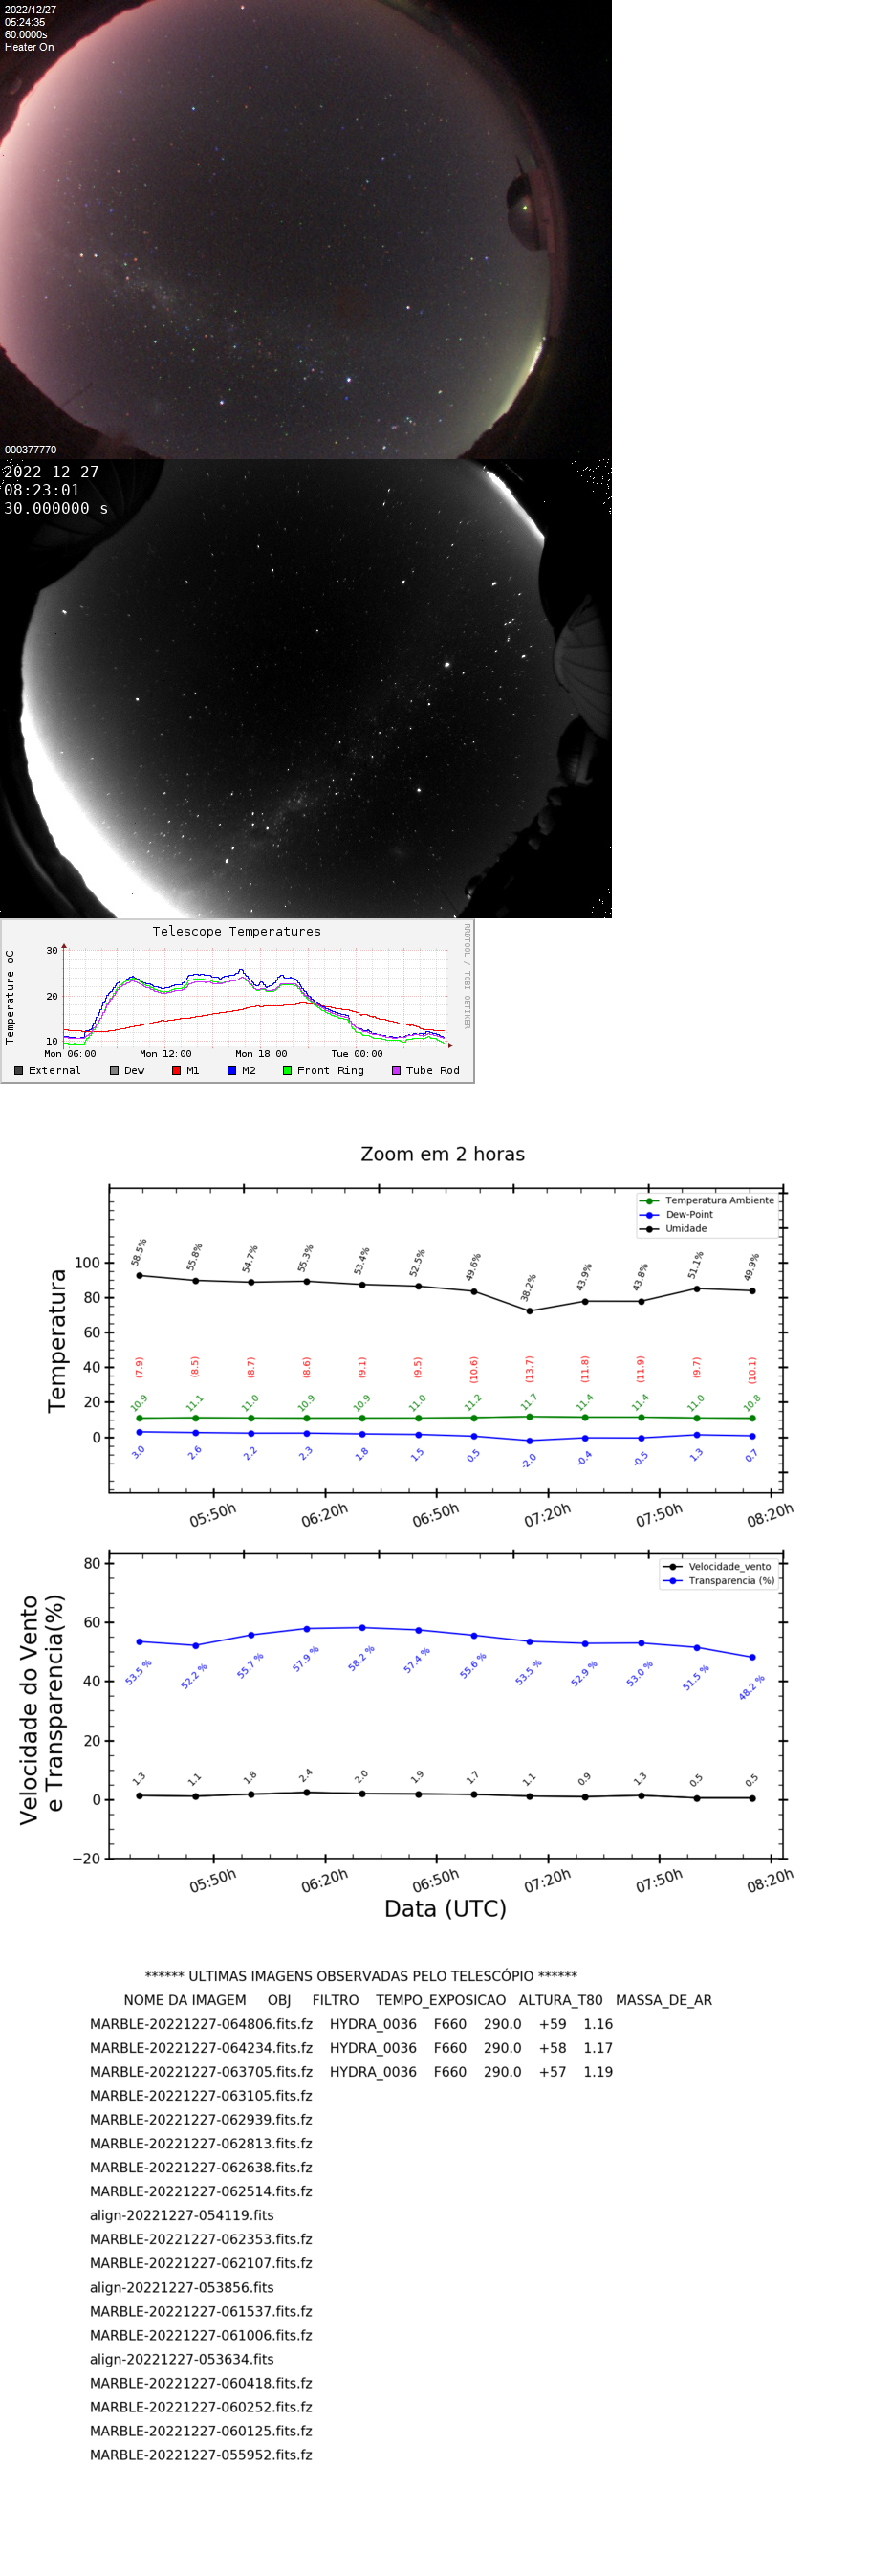 2022/12/27
05:24:35
60.0000s
Heater On
000377770
2022-12-27
08:23:01
30.000000 s
Telescope Temperatures
RRDTOOL / TOBI OETIKER
Temperature oC
30
20
10
Mon 06:00 Mon 12:00 Mon 18:00 Tue 00:00
External Dew M1 M2 Front Ring Tube Rod
Zoom em 2 horas
Temperatura Ambiente
Dew-Point
Umidade
Temperatura
100
80
60
40
20
0
58.5% 55.8% 54.7% 55.3% 53.4% 52.5% 49.6% 38.2% 43.9% 43.8% 51.1% 49.9%
(7.9) (8.5) (8.7) (8.6) (9.1) (9.5) (10.6) (13.7) (11.8) (11.9) (9.7) (10.1)
10.9 11.1 11.0 10.9 10.9 11.0 11.2 11.7 11.4 11.4 11.0 10.8
3.0 2.6 2.2 2.3 1.8 1.5 0.5 -2.0 -0.4 -0.5 1.3 0.7
05:50h 06:20h 06:50h 07:20h 07:50h 08:20h
Velocidade_vento
Transparencia (%)
Velocidade do Vento
e Transparencia(%)
80
60
40
20
0
−20
53.5 % 52.2 % 55.7 % 57.9 % 58.2 % 57.4 % 55.6 % 53.5 % 52.9 % 53.0 % 51.5 % 48.2 %
1.3 1.1 1.8 2.4 2.0 1.9 1.7 1.1 0.9 1.3 0.5 0.5
05:50h 06:20h 06:50h 07:20h 07:50h 08:20h
Data (UTC)
****** ULTIMAS IMAGENS OBSERVADAS PELO TELESCÓPIO ******
NOME DA IMAGEM OBJ FILTRO TEMPO_EXPOSICAO ALTURA_T80 MASSA_DE_AR
MARBLE-20221227-064806.fits.fz HYDRA_0036 F660 290.0 +59 1.16
MARBLE-20221227-064234.fits.fz HYDRA_0036 F660 290.0 +58 1.17
MARBLE-20221227-063705.fits.fz HYDRA_0036 F660 290.0 +57 1.19
MARBLE-20221227-063105.fits.fz
MARBLE-20221227-062939.fits.fz
MARBLE-20221227-062813.fits.fz
MARBLE-20221227-062638.fits.fz
MARBLE-20221227-062514.fits.fz
align-20221227-054119.fits
MARBLE-20221227-062353.fits.fz
MARBLE-20221227-062107.fits.fz
align-20221227-053856.fits
MARBLE-20221227-061537.fits.fz
MARBLE-20221227-061006.fits.fz
align-20221227-053634.fits
MARBLE-20221227-060418.fits.fz
MARBLE-20221227-060252.fits.fz
MARBLE-20221227-060125.fits.fz
MARBLE-20221227-055952.fits.fz